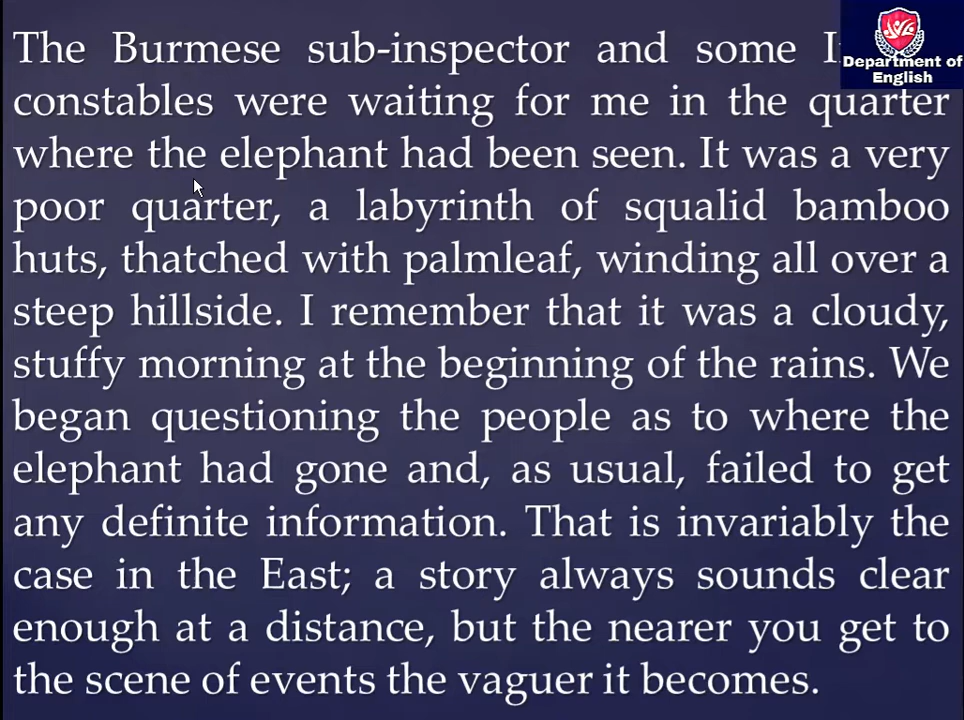 The Burmese sub-inspector and some
constables were waiting for me in the quarter
where the elephant had been seen. It was a very
poor quarter, a labyrinth of squalid bamboo
huts, thatched with palmleaf, winding all over a
steep hillside. I remember that it was a cloudy,
stuffy morning at the beginning of the rains. We
began questioning the people as to where the
elephant had gone and, as usual, failed to get
any definite information. That is invariably the
case in the East; a story always sounds clear
enough at a distance, but the nearer you get to
the scene of events the vaguer it becomes.
Department of
English